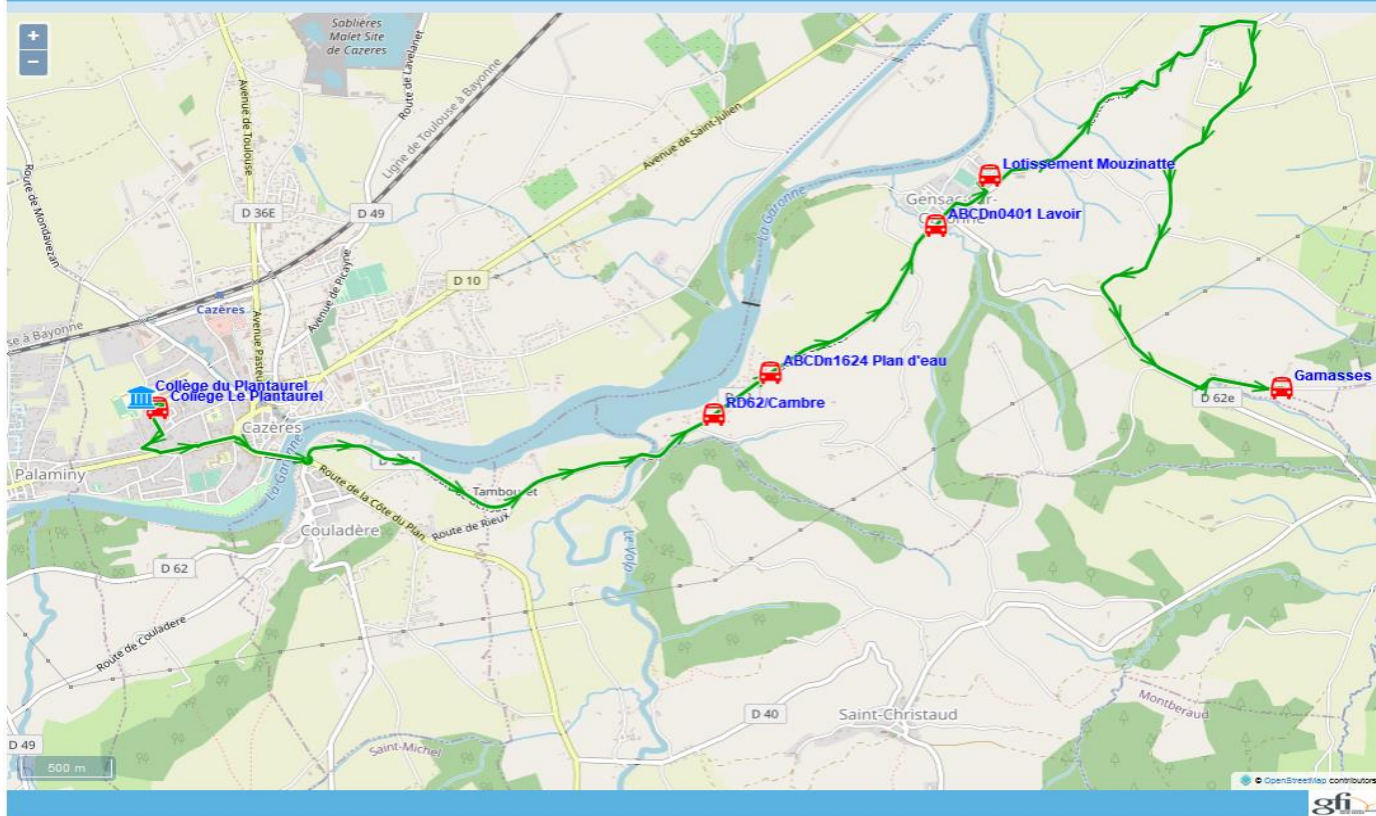 +
−
Sablières
Malet Site
de Cazeres
Route de Lavelanet
Avenue de Toulouse
Ligne de Toulouse à Bayonne
Avenue de Saint-Julien
Route de Mondavezan
D 36E
D 49
Avenue de Picayne
D 10
La Garonne
Lotissement Mouzinatte
ABCDn0401 Lavoir
Cazères
Avenue Pasteur
se à Bayonne
ABCDn1624 Plan d'eau
Gamasses
D 62e
Collège du Plantaurel
Collège Le Plantaurel
RD62/Cambre
Cazères
Palaminy
La Garonne
Route de la Côte du Plan
Tambouret
Route de Rieux
Couladère
Le Volp
D 62
Route de Couladere
D 40
Saint-Christaud
Montberaud
D 49
Saint-Michel
500 m
© OpenStreetMap contributors
gfi